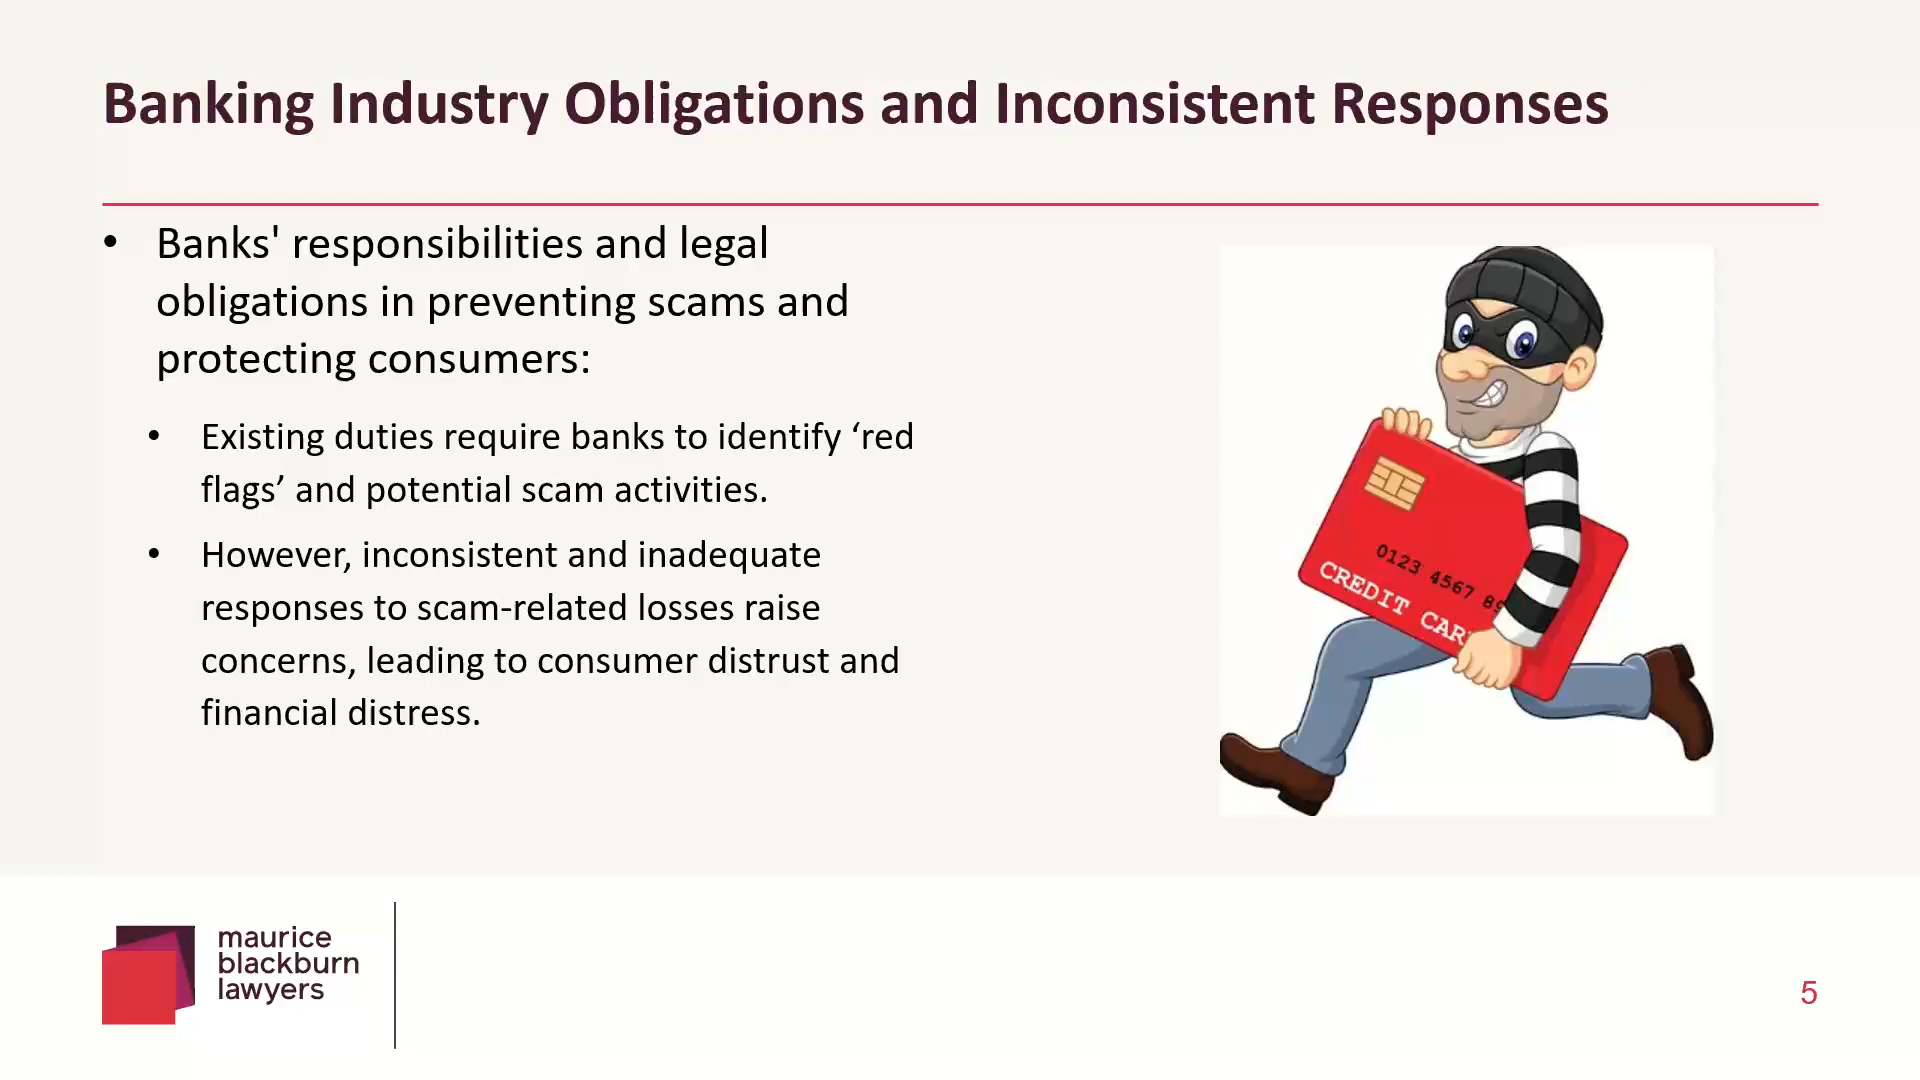 Banking Industry Obligations and Inconsistent Responses
• Banks' responsibilities and legal
obligations in preventing scams and
protecting consumers:
• Existing duties require banks to identify ‘red
flags’ and potential scam activities.
• However, inconsistent and inadequate
responses to scam-related losses raise
concerns, leading to consumer distrust and
financial distress.
0123 4567 89
CREDIT CAR
maurice
blackburn
lawyers
5